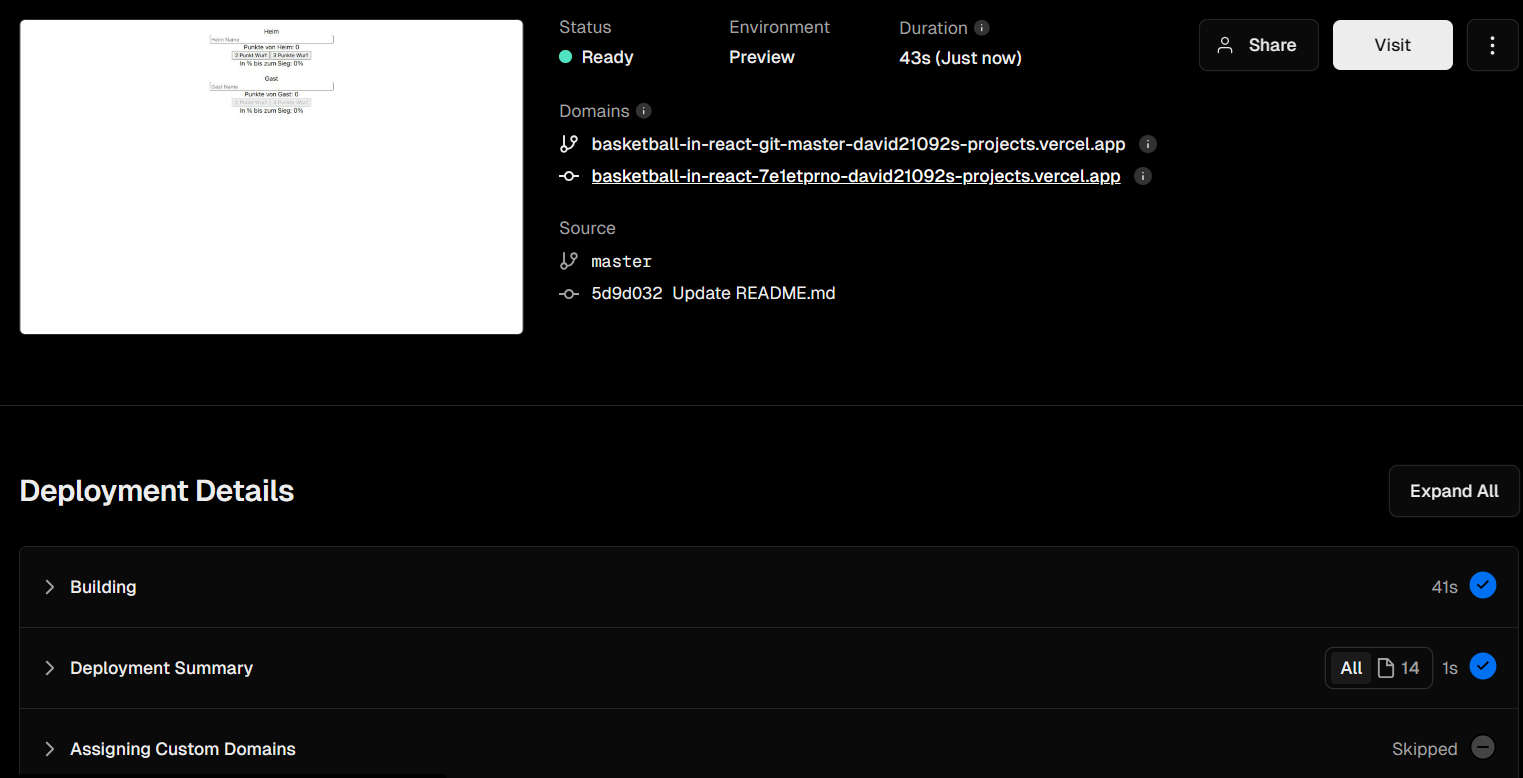 Heim
Heim Name
Punkte von Heim: 0
2 Punkt Wurf 3 Punkte Wurf
In % bis zum Sieg: 0%
Gast
Gast Name
Punkte von Gast: 0
2 Punkt Wurf 3 Punkte Wurf
In % bis zum Sieg: 0%
Status Environment Duration
Ready Preview 43s (Just now)
Share Visit
Domains
basketball-in-react-git-master-david21092s-projects.vercel.app
basketball-in-react-7e1etprno-david21092s-projects.vercel.app
Source
master
5d9d032 Update README.md
Deployment Details Expand All
Building 41s
Deployment Summary All 14 1s
Assigning Custom Domains Skipped